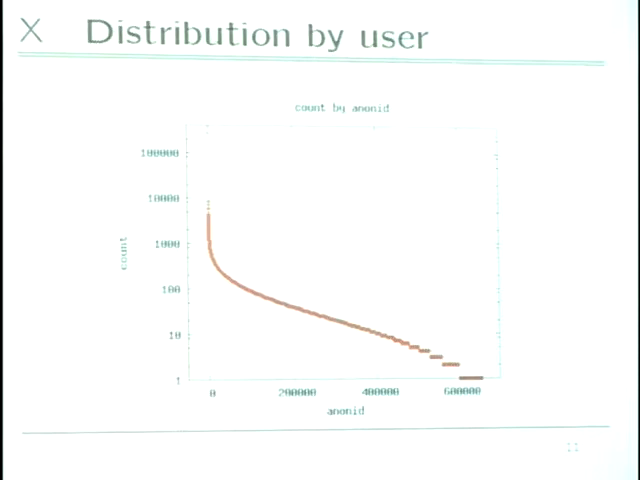 X Distribution by user
count by anonid
100000
10000
1000
100
10
1
count
0 200000 400000 600000
anonid